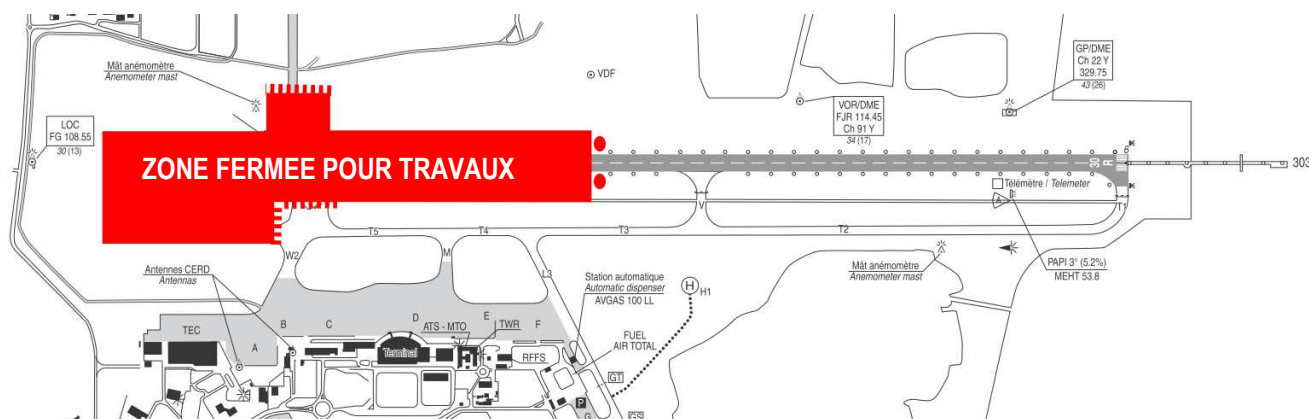 Mât anémomètre
Anemometer mast
LOC
FG 108.55
30 (13)
ZONE FERMEE POUR TRAVAUX
VDF
VOR/DME
FJR 114.45
Ch 91 Y
34 (17)
GP/DME
Ch 22 Y
329.75
43 (26)
30
R
303
Télémètre / Telemeter
A
T1
V
T5
T4
T3
T2
W2
M
L3
PAPI 3° (5.2%)
MEHT 53.8
Mât anémomètre
Anemometer mast
Antennes CERD
Antennas
Station automatique
Automatic dispenser
AVGAS 100 LL
H
H1
TEC
A
B
C
D
E
F
ATS - MTO
TWR
Terminal
RFFS
FUEL
AIR TOTAL
GT
P
G
GS